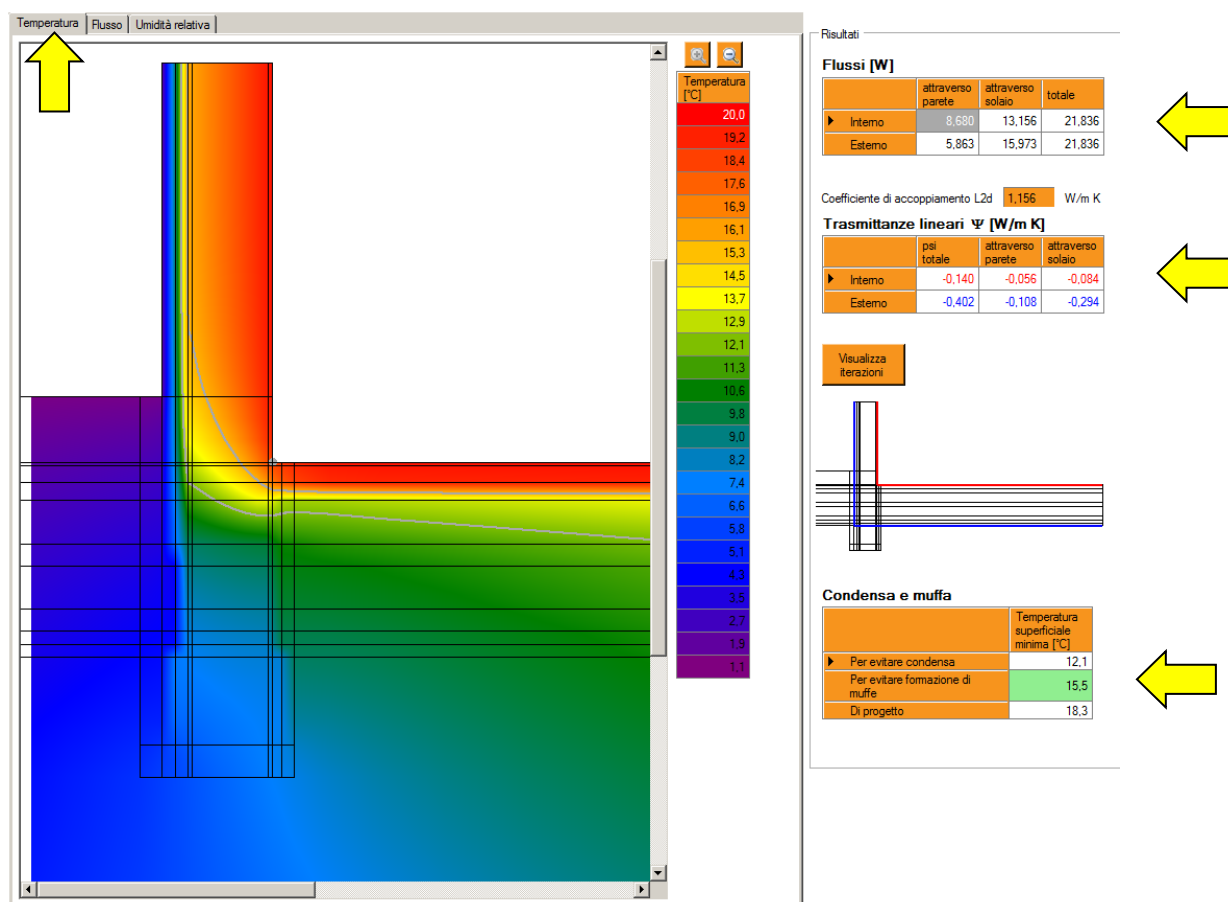 Temperatura Flusso Umidità relativa
Temperatura
[°C]
20,0
19,2
18,4
17,6
16,9
16,1
15,3
14,5
13,7
12,9
12,1
11,3
10,6
9,8
9,0
8,2
7,4
6,6
5,8
5,1
4,3
3,5
2,7
1,9
1,1
Risultati
Flussi [W]
attraverso parete attraverso solaio totale
Interno 8,680 13,156 21,836
Esterno 5,863 15,973 21,836
Coefficiente di accoppiamento L2d 1,156 W/m K
Trasmittanze lineari Ψ [W/m K]
psi totale attraverso parete attraverso solaio
Interno -0,140 -0,056 -0,084
Esterno -0,402 -0,108 -0,294
Visualizza
iterazioni
Condensa e muffa
Temperatura
superficiale
minima [°C]
Per evitare condensa 12,1
Per evitare formazione di muffe 15,5
Di progetto 18,3